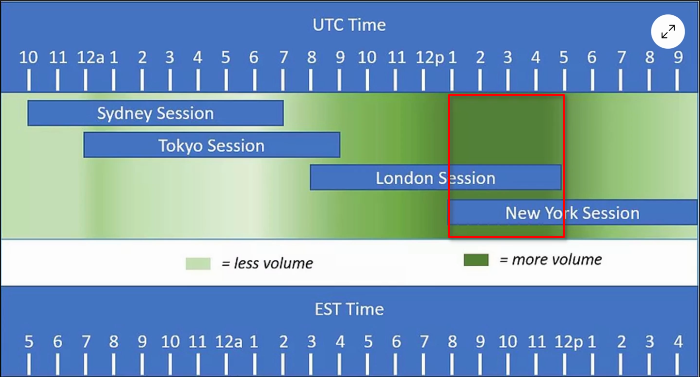 UTC Time
10 11 12a 1 2 3 4 5 6 7 8 9 10 11 12p 1 2 3 4 5 6 7 8 9
Sydney Session
Tokyo Session
London Session
New York Session
= less volume = more volume
EST Time
5 6 7 8 9 10 11 12a 1 2 3 4 5 6 7 8 9 10 11 12p 1 2 3 4